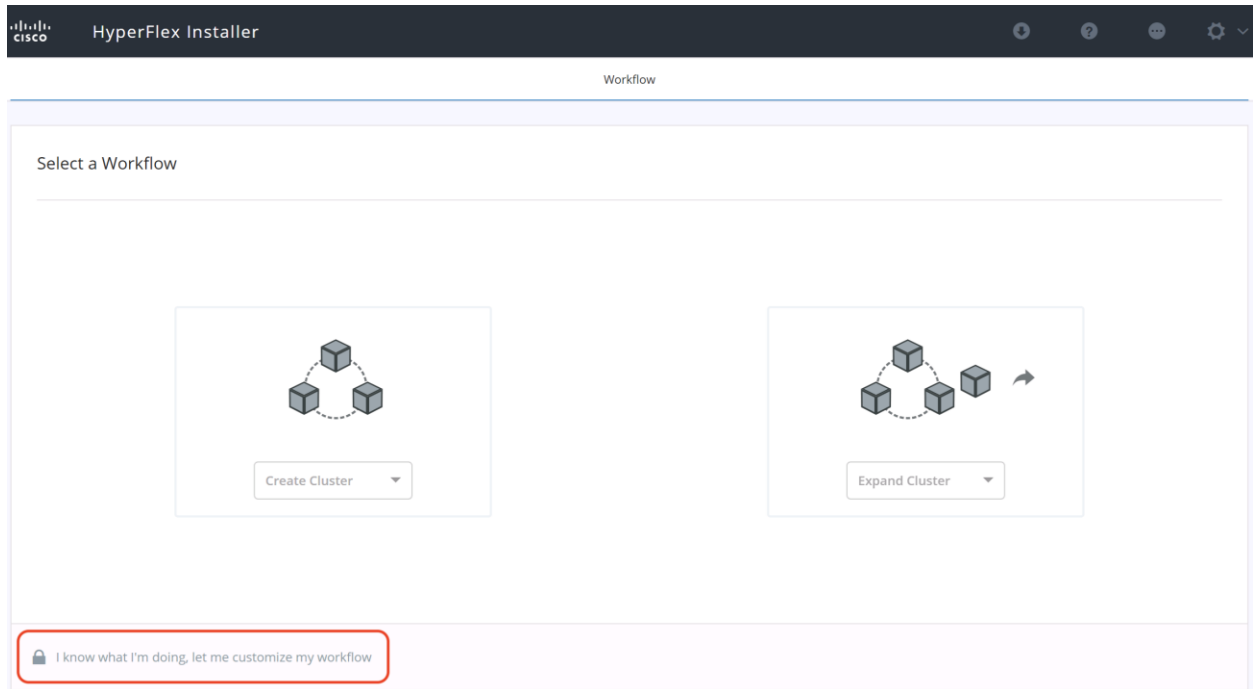 CISCO HyperFlex Installer
Workflow
Select a Workflow
Create Cluster
Expand Cluster
I know what I'm doing, let me customize my workflow